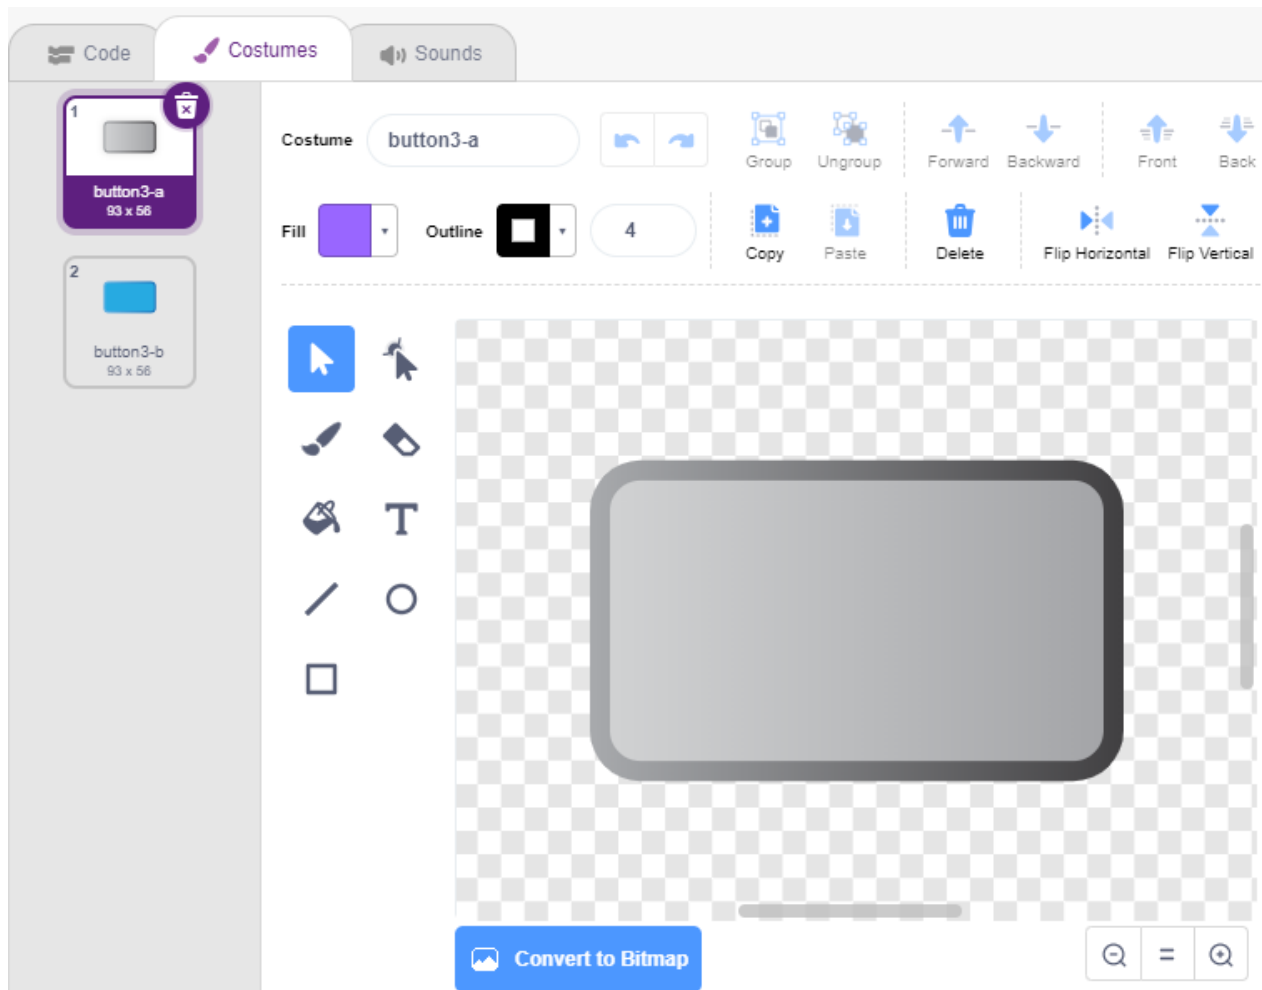 Code
Costumes
Sounds
1
button3-a
93 x 56
2
button3-b
93 x 56
Costume
button3-a
Group
Ungroup
Forward
Backward
Front
Back
Fill
Outline
4
Copy
Paste
Delete
Flip Horizontal
Flip Vertical
T
Convert to Bitmap
=